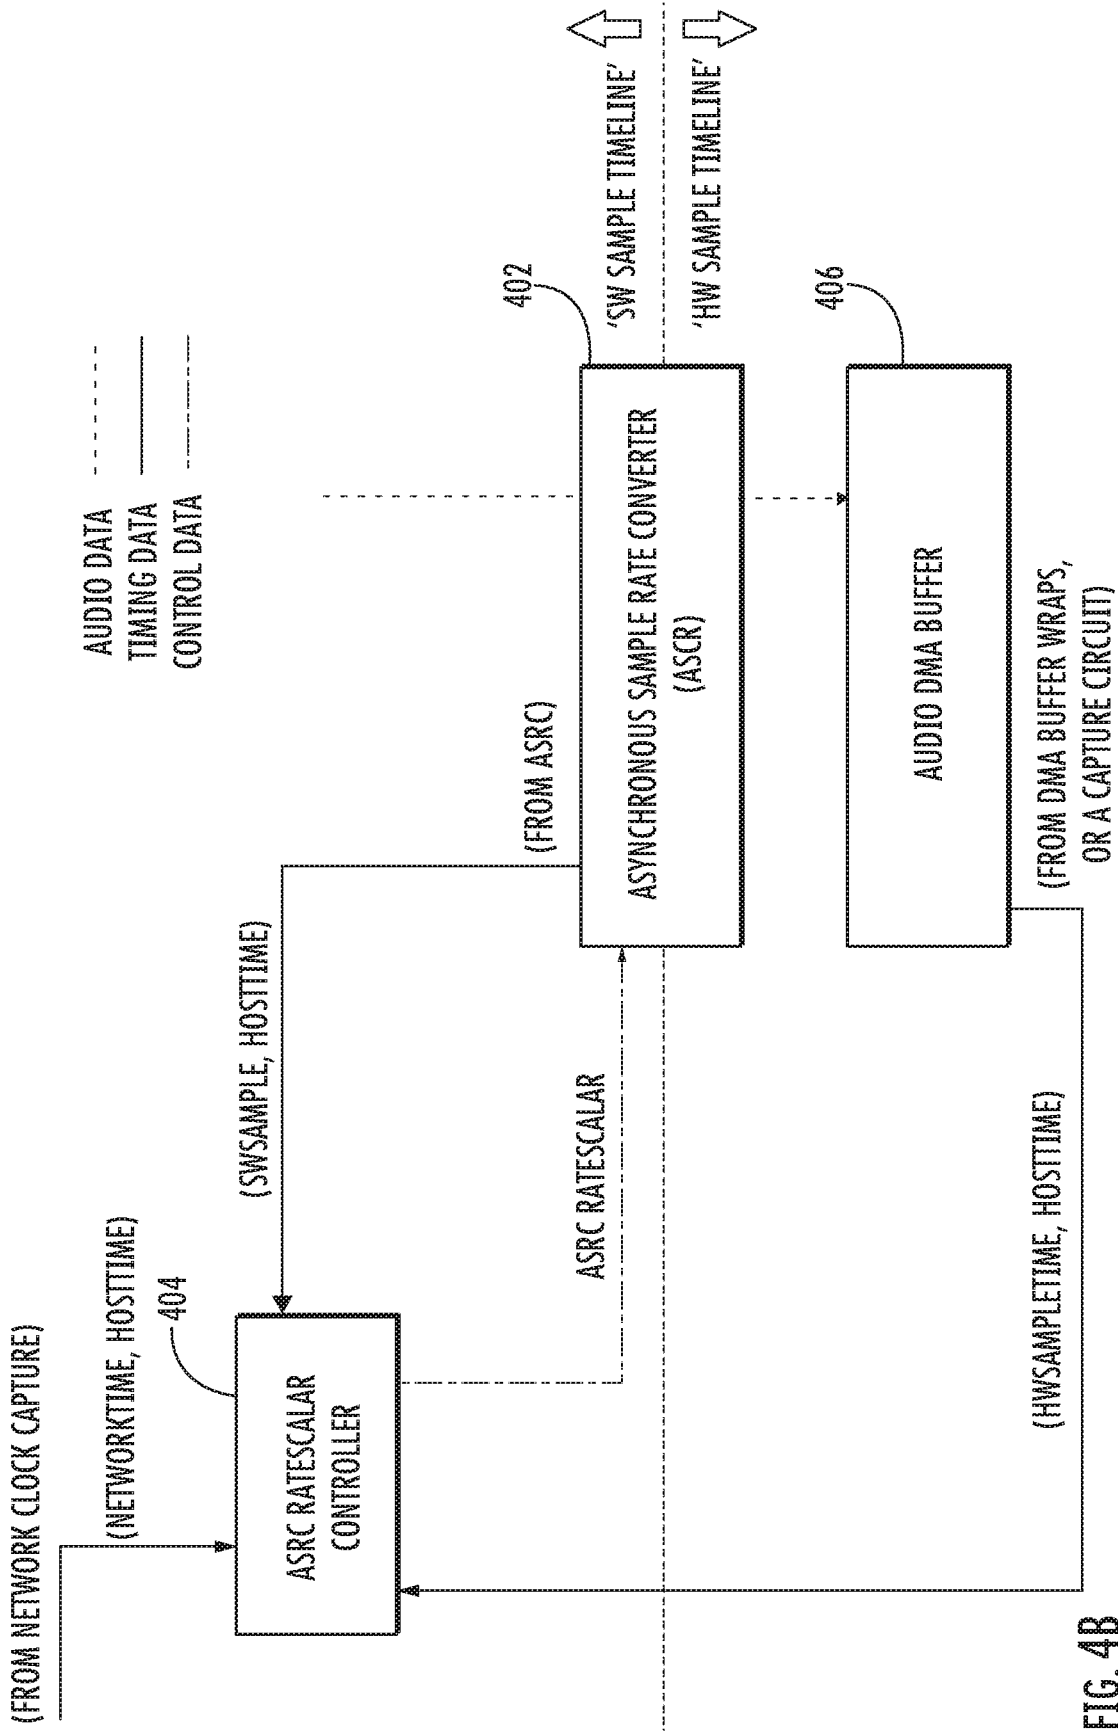 (FROM NETWORK CLOCK CAPTURE)
(NETWORKTIME, HOSTTIME)
404
ASRC RATESCALAR
CONTROLLER
(SWSAMPLE, HOSTTIME)
AUDIO DATA
TIMING DATA
CONTROL DATA
(FROM ASRC)
ASRC RATESCALAR
402
ASYNCHRONOUS SAMPLE RATE CONVERTER
(ASCR)
'SW SAMPLE TIMELINE'
'HW SAMPLE TIMELINE'
406
AUDIO DMA BUFFER
(FROM DMA BUFFER WRAPS,
OR A CAPTURE CIRCUIT)
(HWSAPLETIME, HOSTTIME)
FIG. 4B